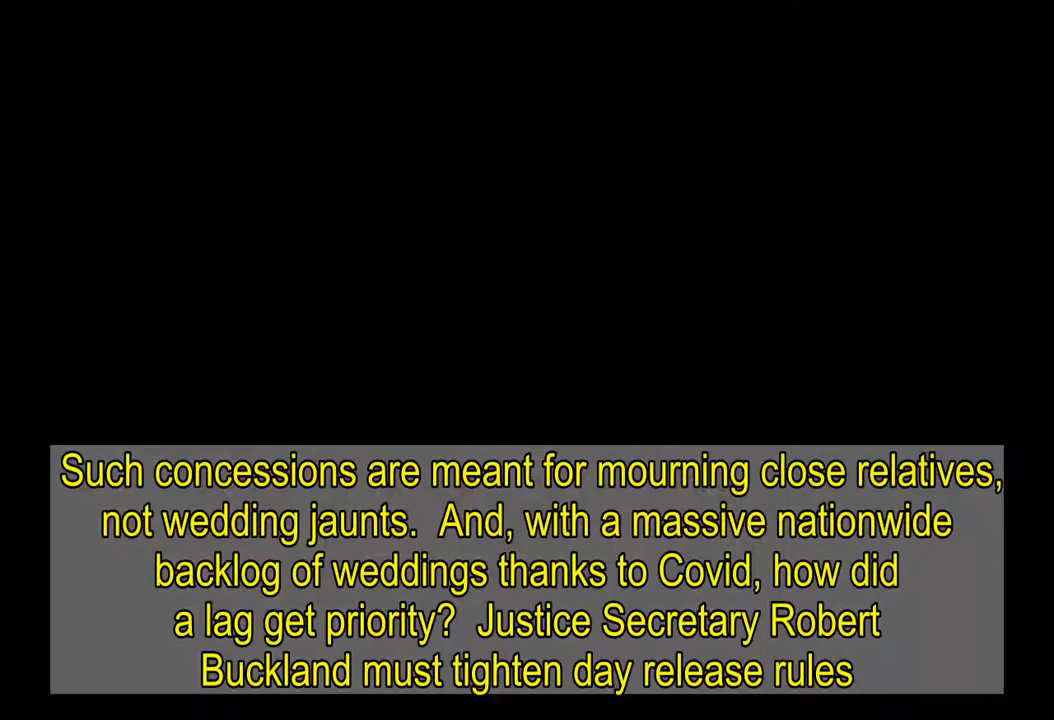 Such concessions are meant for mourning close relatives,
not wedding jaunts.  And, with a massive nationwide
backlog of weddings thanks to Covid, how did
a lag get priority?  Justice Secretary Robert
Buckland must tighten day release rules